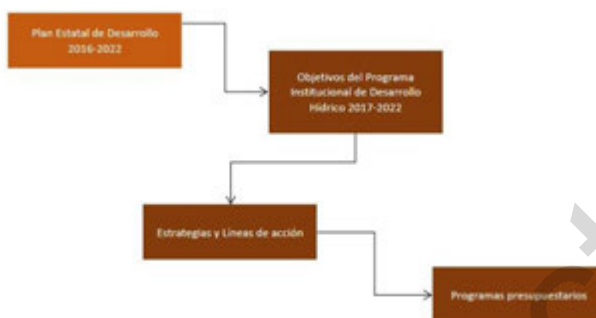 Plan Estatal de Desarrollo
2016-2022
Objetivos del Programa
Institucional de Desarrollo
Hídrico 2017-2022
Estrategias y Líneas de acción
Programas presupuestarios